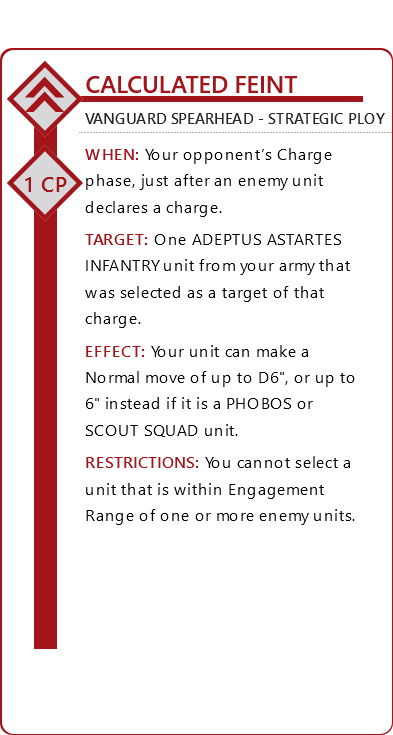 CALCULATED FEINT
VANGUARD SPEARHEAD - STRATEGIC PLOY
1 CP
WHEN: Your opponent's Charge
phase, just after an enemy unit
declares a charge.
TARGET: One ADEPTUS ASTARTES
INFANTRY unit from your army that
was selected as a target of that
charge.
EFFECT: Your unit can make a
Normal move of up to D6", or up to
6" instead if it is a PHOBOS or
SCOUT SQUAD unit.
RESTRICTIONS: You cannot select a
unit that is within Engagement
Range of one or more enemy units.